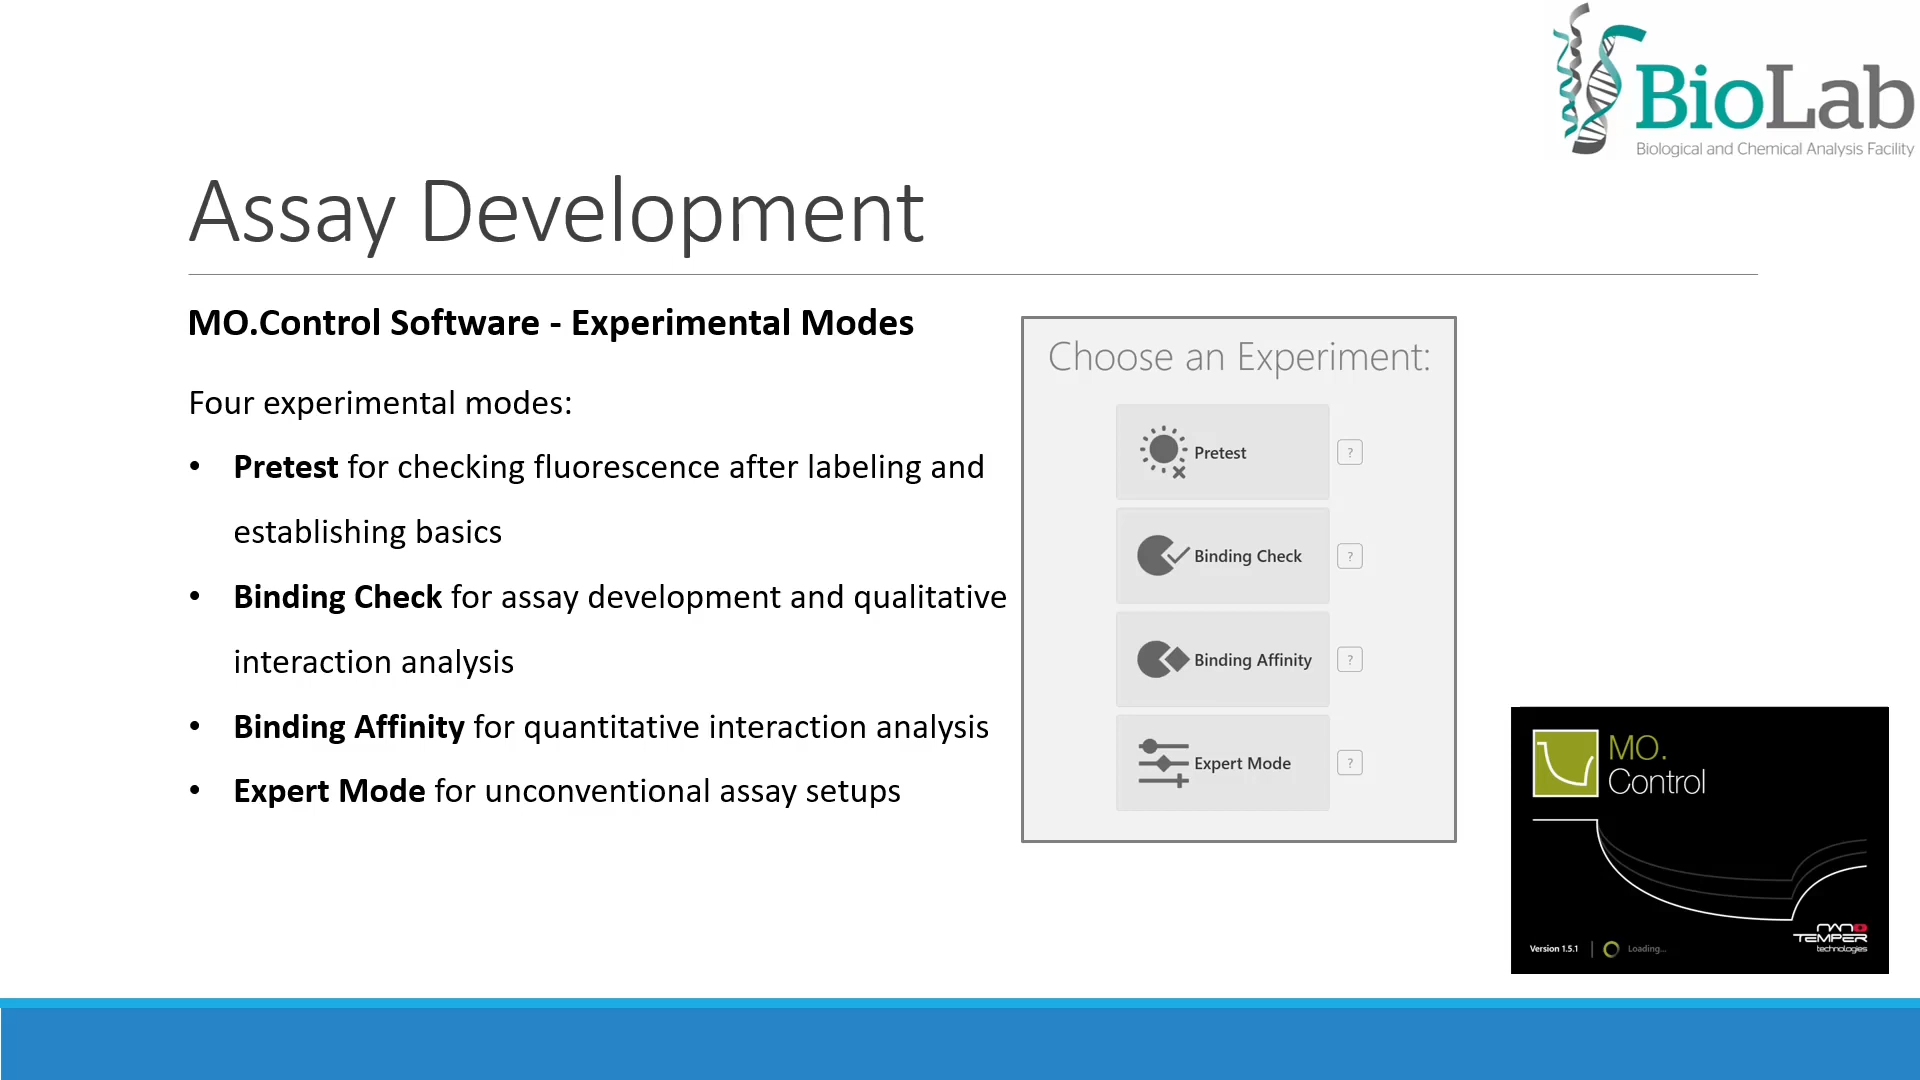 BioLab
Biological and Chemical Analysis Facility
Assay Development
MO.Control Software - Experimental Modes
Four experimental modes:
• Pretest for checking fluorescence after labeling and
establishing basics
• Binding Check for assay development and qualitative
interaction analysis
• Binding Affinity for quantitative interaction analysis
• Expert Mode for unconventional assay setups
Choose an Experiment:
Pretest ?
Binding Check ?
Binding Affinity ?
Expert Mode ?
MO.
Control
NANO
TEMPER
technologies
Version 1.5.1 | Loading...